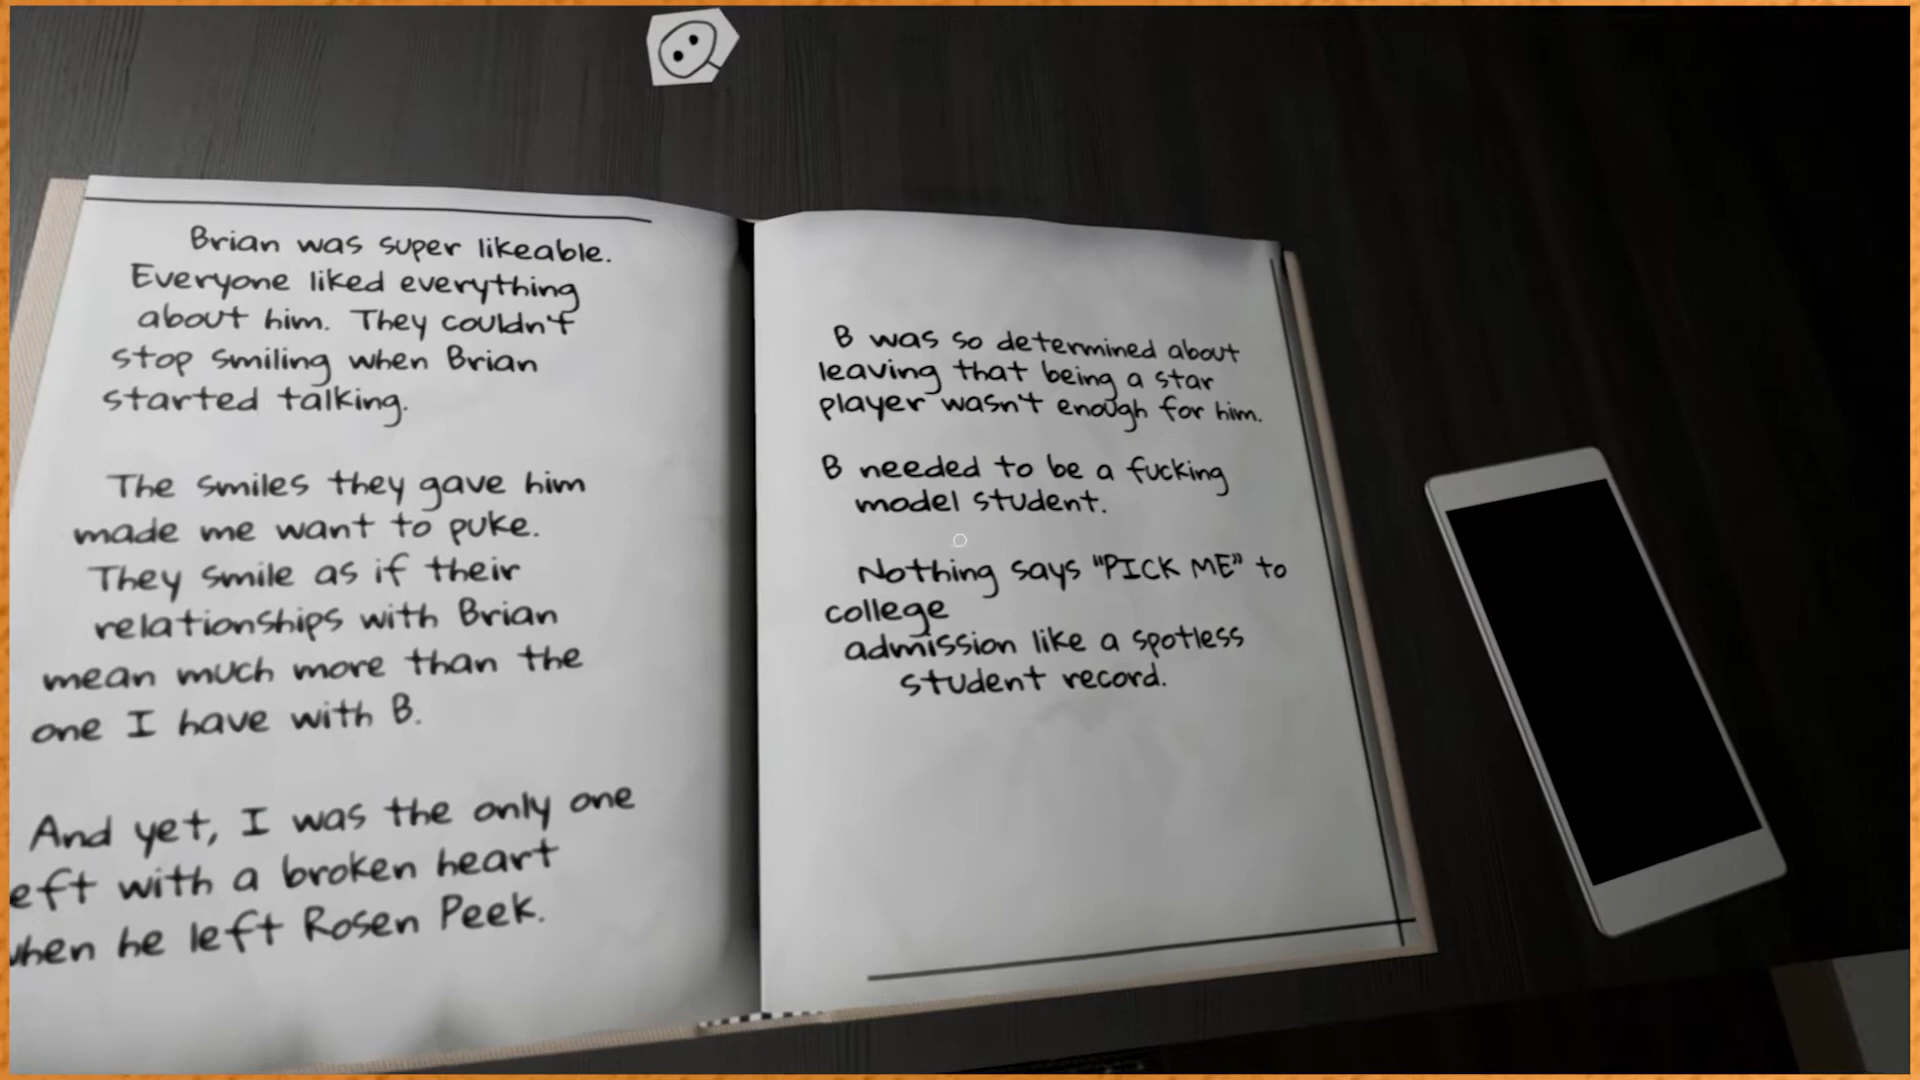 Brian was super likeable.
Everyone liked everything
about him. They couldn't
stop smiling when Brian
started talking.
The smiles they gave him
made me want to puke.
They smile as if their
relationships with Brian
mean much more than the
one I have with B.
And yet, I was the only one
eft with a broken heart
when he left Rosen Peek.
B was so determined about
leaving that being a star
player wasn't enough for him.
B needed to be a fucking
model student.
Nothing says "PICK ME" to
college
admission like a spotless
student record.